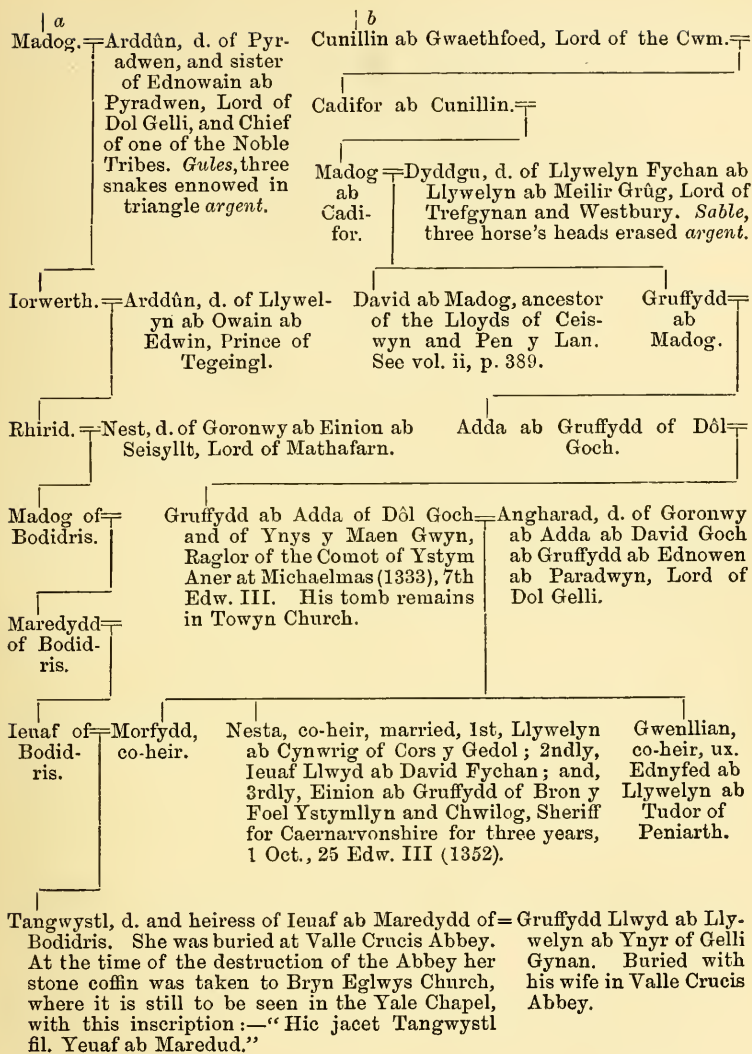 a
b
Madog.
Arddûn, d. of Pyr-
adwen, and sister
of Ednowain ab
Pyradwen, Lord of
Dol Gelli, and Chief
of one of the Noble
Tribes. Gules, three
snakes ennowed in
triangle argent.
Cunillin ab Gwaethfoed, Lord of the Cwm.
Cadifor ab Cunillin.
Madog
ab
Cadi-
for.
Dyddgu, d. of Llywelyn Fychan ab
Llywelyn ab Meilir Grûg, Lord of
Trefgynan and Westbury. Sable,
three horse's heads erased argent.
Iorwerth.
Arddûn, d. of Llywel-
yn ab Owain ab
Edwin, Prince of
Tegeingl.
David ab Madog, ancestor
of the Lloyds of Ceis-
wyn and Pen y Lan.
See vol. ii, p. 389.
Gruffydd
ab
Madog.
Rhirid.
Nest, d. of Goronwy ab Einion ab
Seisyllt, Lord of Mathafarn.
Adda ab Gruffydd of Dôl
Goch.
Madog of
Bodidris.
Gruffydd ab Adda of Dôl Goch
and of Ynys y Maen Gwyn,
Raglor of the Comot of Ystym
Aner at Michaelmas (1333), 7th
Edw. III. His tomb remains
in Towyn Church.
Angharad, d. of Goronwy
ab Adda ab David Goch
ab Gruffydd ab Ednowen
ab Paradwyn, Lord of
Dol Gelli.
Maredydd
of Bodid-
ris.
Ieuaf of
Bodid-
ris.
Morfydd,
co-heir.
Nesta, co-heir, married, 1st, Llywelyn
ab Cynwrig of Cors y Gedol; 2ndly,
Ieuaf Llwyd ab David Fychan; and,
3rdly, Einion ab Gruffydd of Bron y
Foel Ystymllyn and Chwilog, Sheriff
for Caernarvonshire for three years,
1 Oct., 25 Edw. III (1352).
Gwenllian,
co-heir, ux.
Ednyfed ab
Llywelyn ab
Tudor of
Peniarth.
Tangwystl, d. and heiress of Ieuaf ab Maredydd of
Bodidris. She was buried at Valle Crucis Abbey.
At the time of the destruction of the Abbey her
stone coffin was taken to Bryn Eglwys Church,
where it is still to be seen in the Yale Chapel,
with this inscription:—"Hic jacet Tangwystl
fil. Yeuaf ab Maredud."
= Gruffydd Llwyd ab Lly-
welyn ab Ynyr of Gelli
Gynan. Buried with
his wife in Valle Crucis
Abbey.